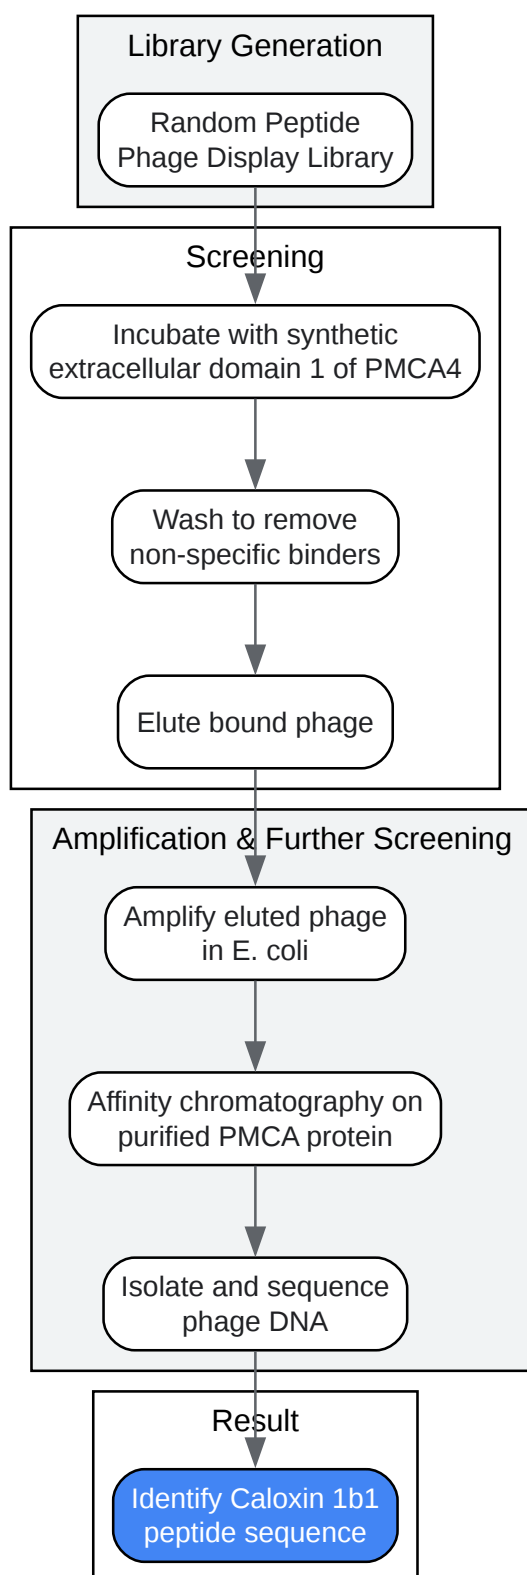 Library Generation
Random Peptide
Phage Display Library
Screening
Incubate with synthetic
extracellular domain 1 of PMCA4
Wash to remove
non-specific binders
Elute bound phage
Amplification & Further Screening
Amplify eluted phage
in E. coli
Affinity chromatography on
purified PMCA protein
Isolate and sequence
phage DNA
Result
Identify Caloxin 1b1
peptide sequence